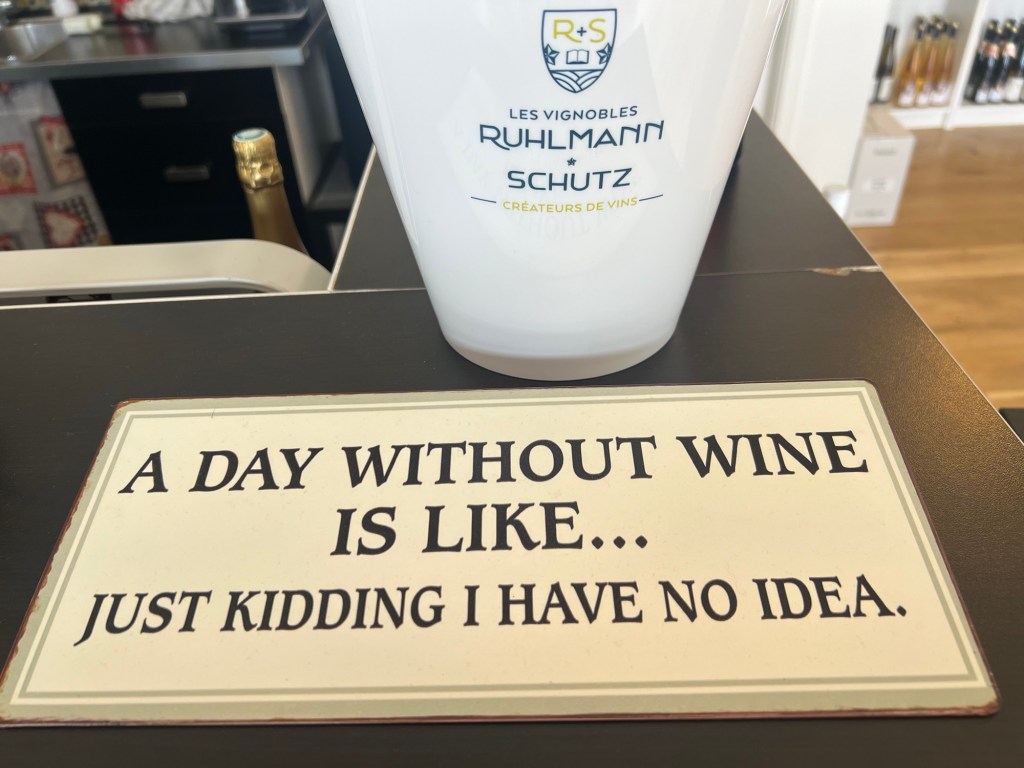 R+S
LES VIGNOBLES
RUHLMANN
SCHUTZ
CRÉATEURS DE VINS
A DAY WITHOUT WINE
IS LIKE...
JUST KIDDING I HAVE NO IDEA.